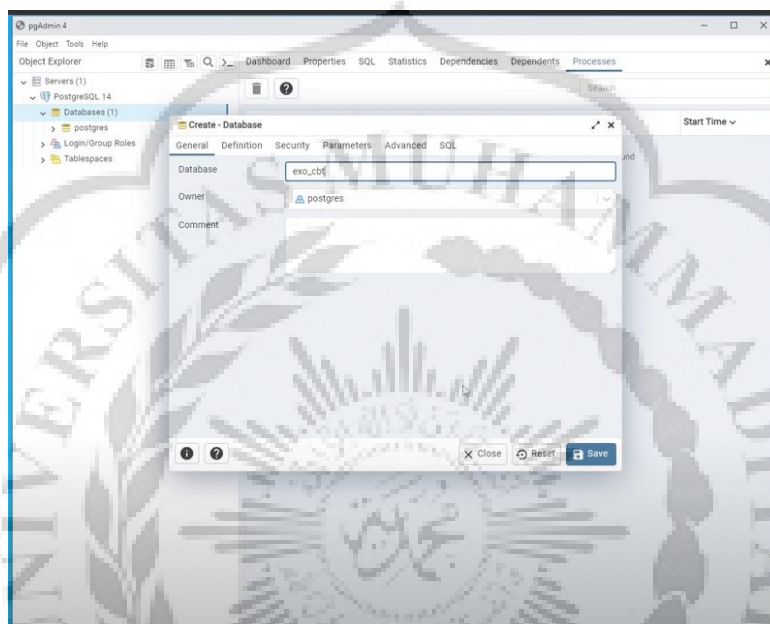 pgAdmin 4
File Object Tools Help
Object Explorer
Dashboard Properties SQL Statistics Dependencies Dependents Processes
Servers (1)
PostgreSQL 14
Databases (1)
postgres
Login/Group Roles
Tablespaces
Search
Start Time
Create - Database
General Definition Security Parameters Advanced SQL
Database exo_cbt
Owner postgres
Comment
Close Reset Save